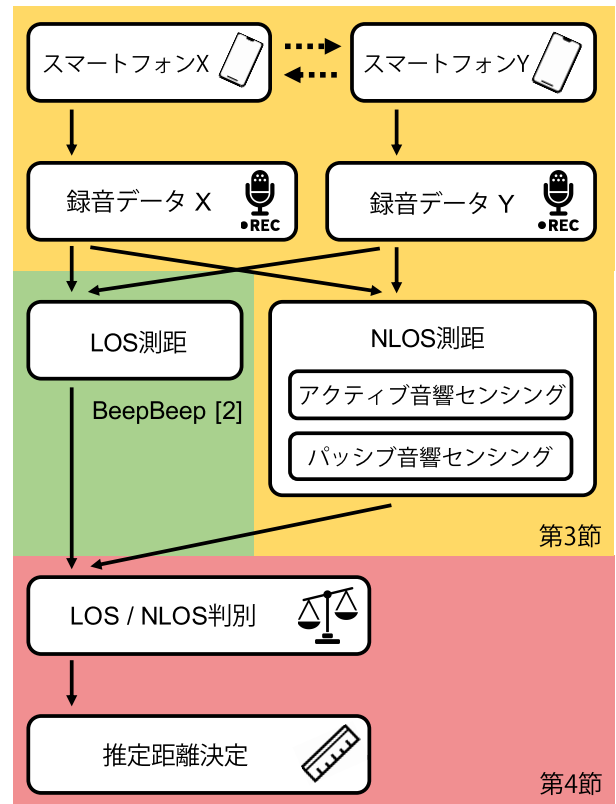 スマートフォンX
スマートフォンY
録音データ X
•REC
録音データ Y
•REC
LOS測距
NLOS測距
アクティブ音響センシング
パッシブ音響センシング
BeepBeep [2]
第3節
LOS / NLOS判別
推定距離決定
第4節